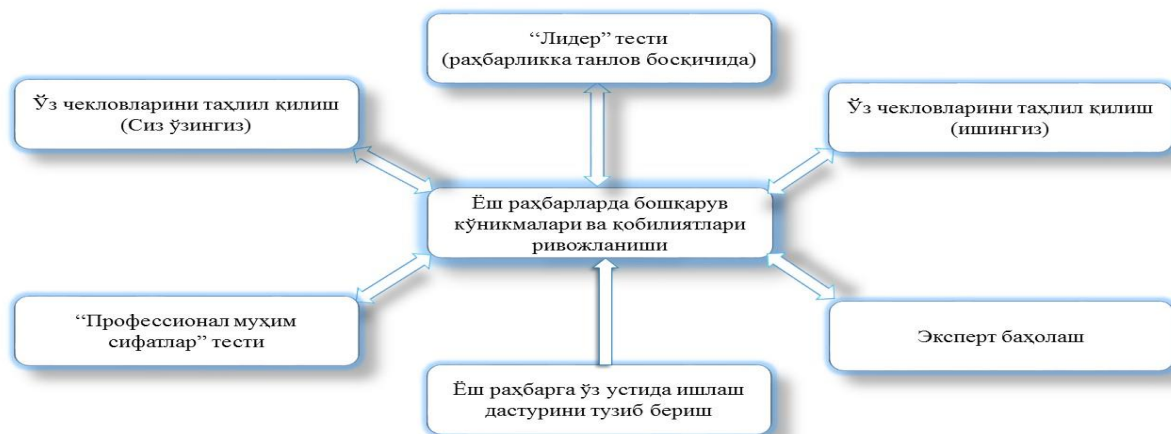 “Лидер” тести
(раҳбарликка танлов босқичида)
Ўз чекловларини таҳлил қилиш
(Сиз ўзингиз)
Ўз чекловларини таҳлил қилиш
(ишингиз)
Ёш раҳбарларда бошқарув
кўникмалари ва қобилиятлари
ривожланиши
“Профессионал муҳим
сифатлар” тести
Эксперт баҳолаш
Ёш раҳбарга ўз устида ишлаш
дастурини тузиб бериш